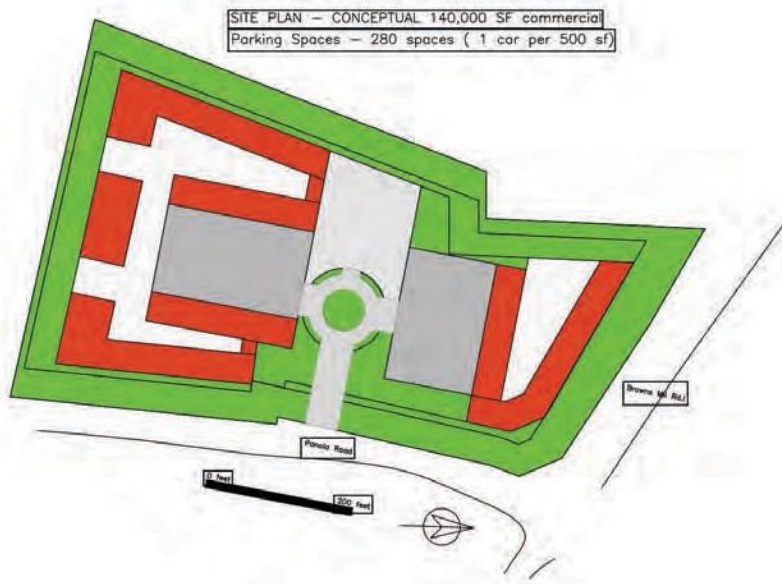 SITE PLAN – CONCEPTUAL 140,000 SF commercial
Parking Spaces – 280 spaces ( 1 car per 500 sf)
Browns Mill Rd.
Panola Road
0 feet
200 feet